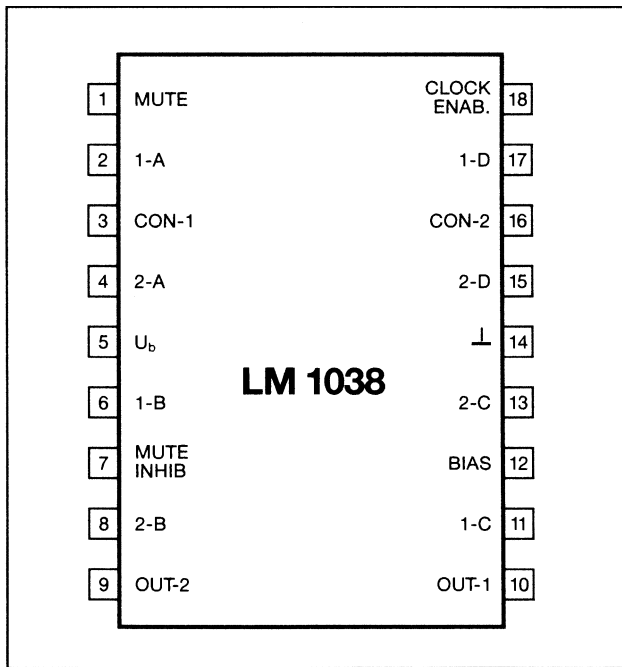 1 MUTE CLOCK ENAB. 18
2 1-A 1-D 17
3 CON-1 CON-2 16
4 2-A 2-D 15
5 Ub 14
LM 1038
6 1-B 2-C 13
7 MUTE INHIB BIAS 12
8 2-B 1-C 11
9 OUT-2 OUT-1 10